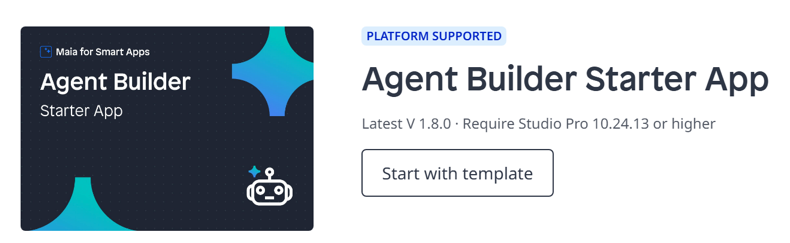 Maia for Smart Apps
Agent Builder
Starter App
PLATFORM SUPPORTED
Agent Builder Starter App
Latest V 1.8.0 · Require Studio Pro 10.24.13 or higher
Start with template